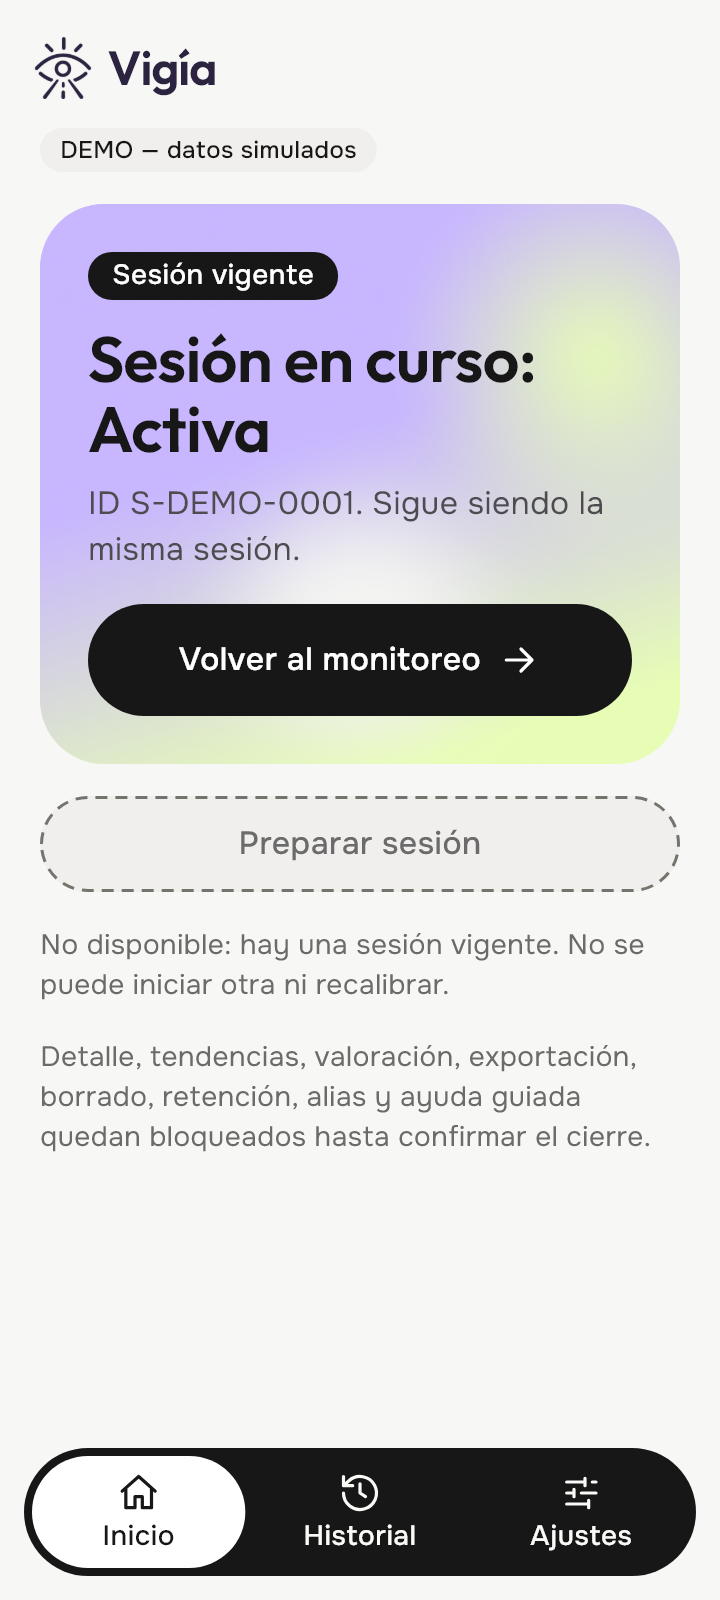 Vigía
DEMO — datos simulados
Sesión vigente
Sesión en curso:
Activa
ID S-DEMO-0001. Sigue siendo la
misma sesión.
Volver al monitoreo →
Preparar sesión
No disponible: hay una sesión vigente. No se
puede iniciar otra ni recalibrar.
Detalle, tendencias, valoración, exportación,
borrado, retención, alias y ayuda guiada
quedan bloqueados hasta confirmar el cierre.
Inicio
Historial
Ajustes